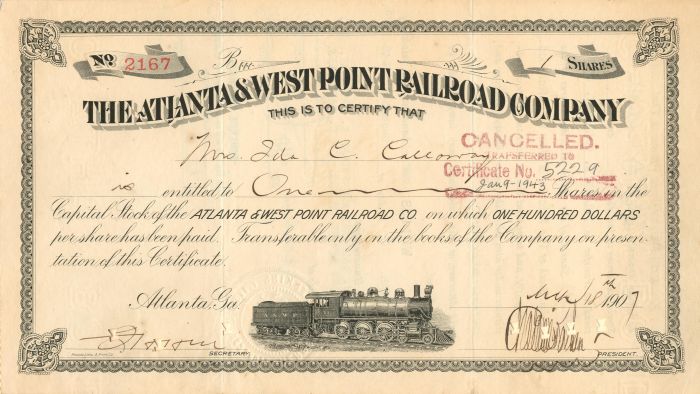 No 2167 B 1 SHARES
THE ATLANTA & WEST POINT RAILROAD COMPANY
THIS IS TO CERTIFY THAT
Mrs. Ida C. Calloway
CANCELLED.
TRANSFERRED TO
Certificate No. 5229
Jan 9-1943
is entitled to One Shares in the
Capital Stock of the ATLANTA & WEST POINT RAILROAD CO. on which ONE HUNDRED DOLLARS
per share has been paid. Transferable only on the books of the Company on presen-
tation of this Certificate.
Atlanta, Ga. 18th 1907
SECRETARY. PRESIDENT.